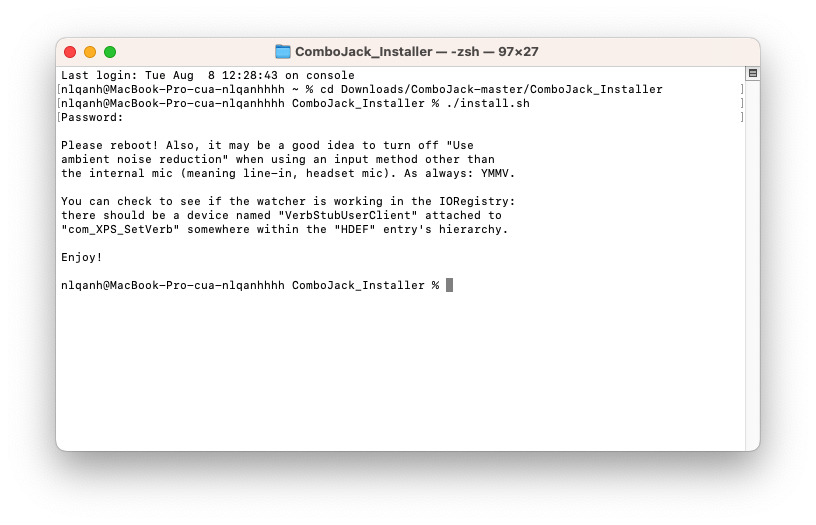 ComboJack_Installer — -zsh — 97×27
Last login: Tue Aug  8 12:28:43 on console
[nlqanh@MacBook-Pro-cua-nlqanhhhh ~ % cd Downloads/ComboJack-master/ComboJack_Installer ]
[nlqanh@MacBook-Pro-cua-nlqanhhhh ComboJack_Installer % ./install.sh ]
[Password: ]
Please reboot! Also, it may be a good idea to turn off "Use
ambient noise reduction" when using an input method other than
the internal mic (meaning line-in, headset mic). As always: YMMV.
You can check to see if the watcher is working in the IORegistry:
there should be a device named "VerbStubUserClient" attached to
"com_XPS_SetVerb" somewhere within the "HDEF" entry's hierarchy.
Enjoy!
nlqanh@MacBook-Pro-cua-nlqanhhhh ComboJack_Installer %